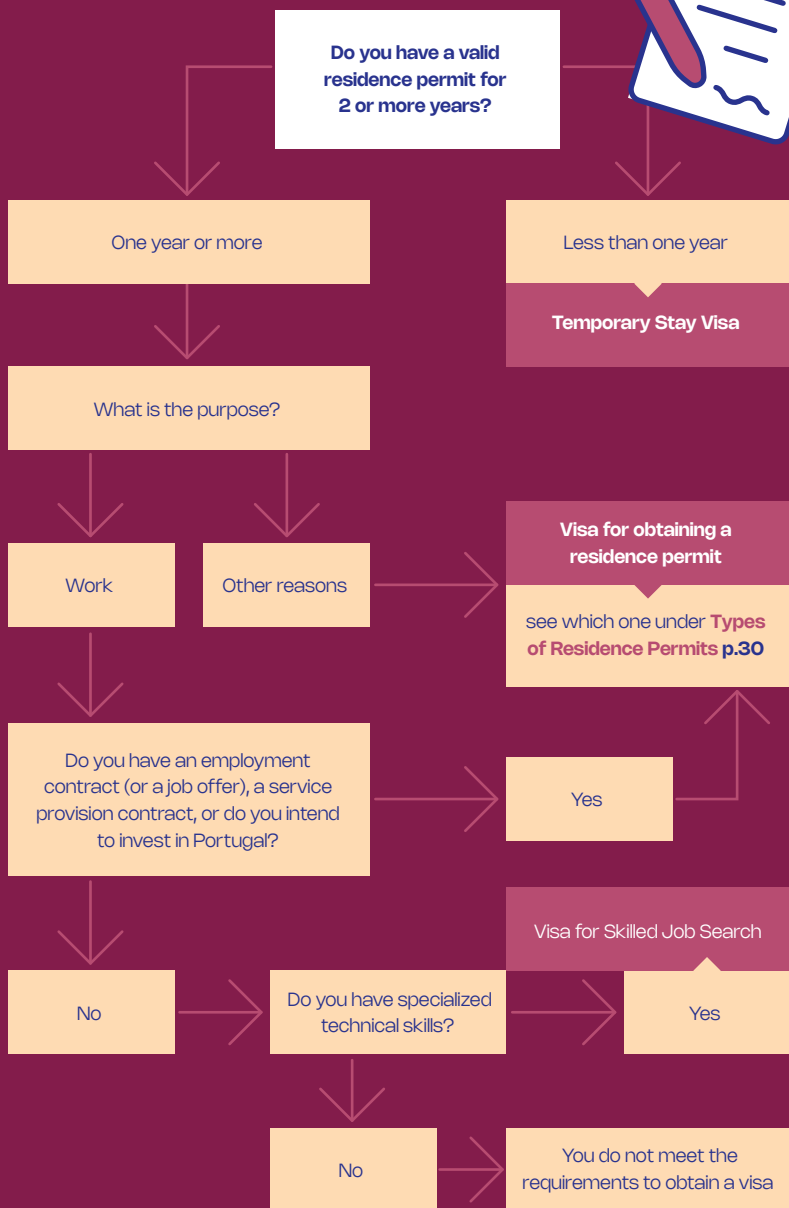 Do you have a valid
residence permit for
2 or more years?
One year or more
Less than one year
Temporary Stay Visa
What is the purpose?
Work
Other reasons
Visa for obtaining a
residence permit
see which one under Types
of Residence Permits p.30
Do you have an employment
contract (or a job offer), a service
provision contract, or do you intend
to invest in Portugal?
Yes
Visa for Skilled Job Search
No
Do you have specialized
technical skills?
Yes
No
You do not meet the
requirements to obtain a visa